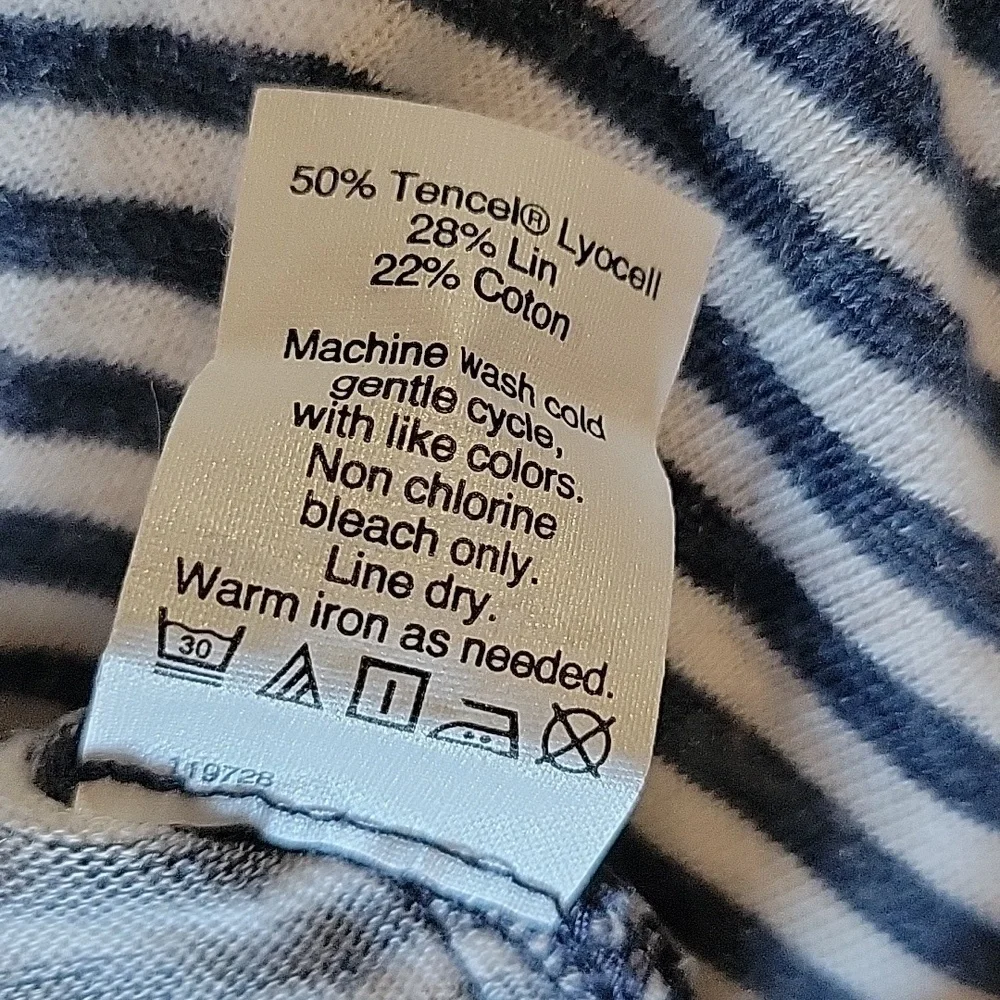 50% Tencel® Lyocell
28% Lin
22% Coton
Machine wash cold
gentle cycle,
with like colors.
Non chlorine
bleach only.
Line dry.
Warm iron as needed.
30
119728